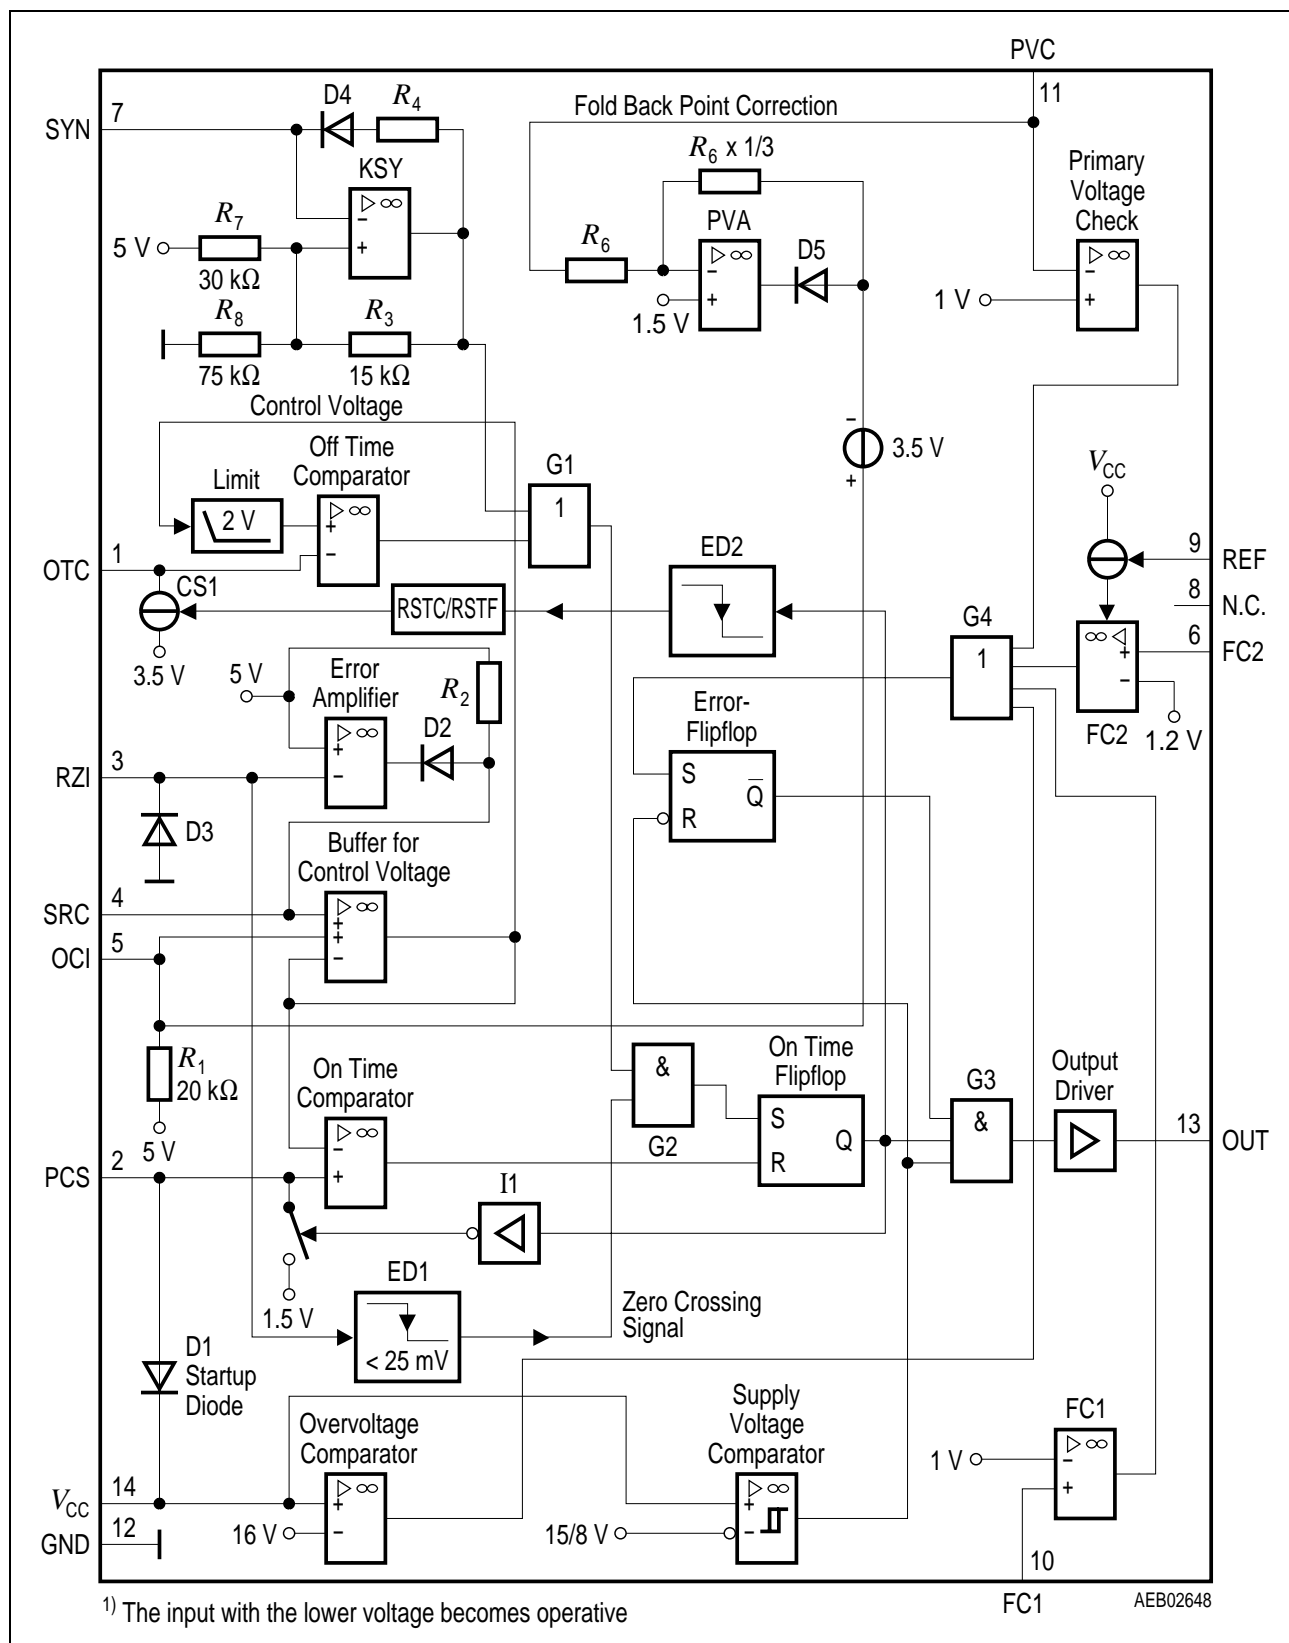 PVC
11
SYN
7
D4
R4
KSY
Fold Back Point Correction
R6 x 1/3
Primary
Voltage
Check
R7
5 V
30 kΩ
R6
PVA
D5
1.5 V
1 V
R8
75 kΩ
R3
15 kΩ
Control Voltage
Off Time
Comparator
Limit
2 V
G1
1
-
3.5 V
+
VCC
OTC
1
CS1
3.5 V
RSTC/RSTF
ED2
9
REF
8
N.C.
6
FC2
G4
1
FC2
1.2 V
5 V
Error
Amplifier
R2
D2
Error-
Flipflop
S
R
Q̅
RZI
3
D3
Buffer for
Control Voltage
SRC
4
OCI
5
R1
20 kΩ
5 V
On Time
Comparator
PCS
2
&
G2
On Time
Flipflop
S
R
Q
G3
&
Output
Driver
13
OUT
I1
1.5 V
ED1
< 25 mV
Zero Crossing
Signal
D1
Startup
Diode
Overvoltage
Comparator
Supply
Voltage
Comparator
FC1
1 V
VCC
14
GND
12
16 V
15/8 V
10
FC1
1) The input with the lower voltage becomes operative
AEB02648
▷ ∞
- +
▷ ∞
- +
▷ ∞
- +
▷ ∞
+ -
∞ ◁
+ -
▷ ∞
+ -
▷ ∞
+ + -
▷ ∞
- +
▷ ∞
+ -
▷ ∞
+ -
▷ ∞
- +